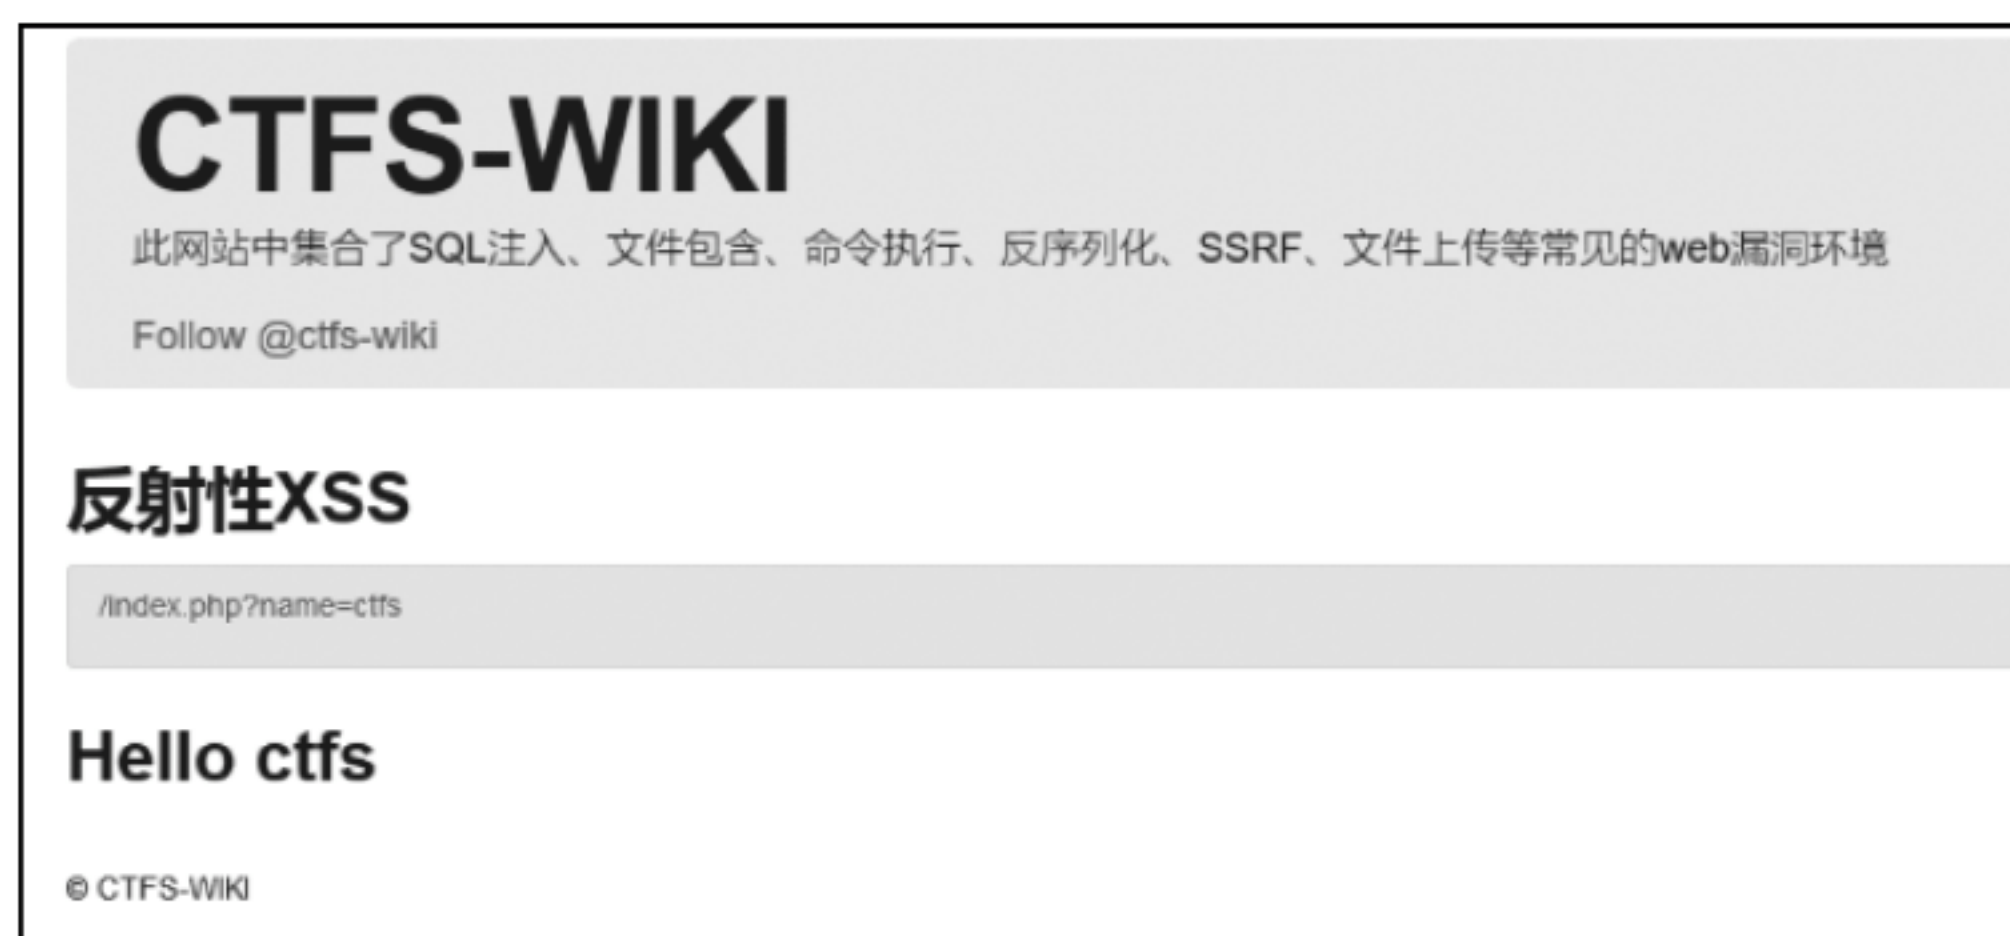 CTFS-WIKI
此网站中集合了SQL注入、文件包含、命令执行、反序列化、SSRF、文件上传等常见的web漏洞环境
Follow @ctfs-wiki
反射性XSS
/index.php?name=ctfs
Hello ctfs
© CTFS-WIKI